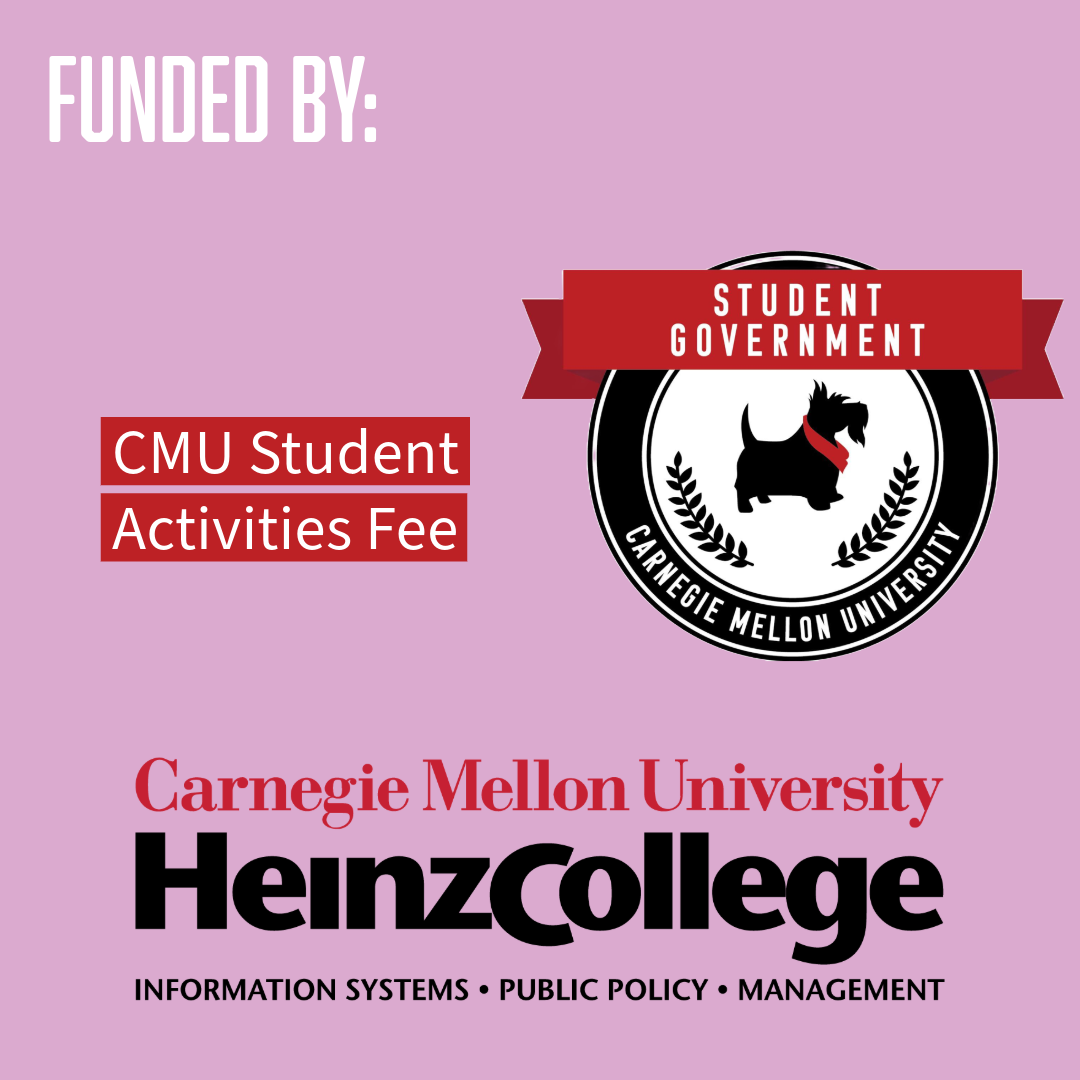 FUNDED BY:
STUDENT
GOVERNMENT
CMU Student
Activities Fee
CARNEGIE MELLON UNIVERSITY
Carnegie Mellon University
HeinzCollege
INFORMATION SYSTEMS • PUBLIC POLICY • MANAGEMENT